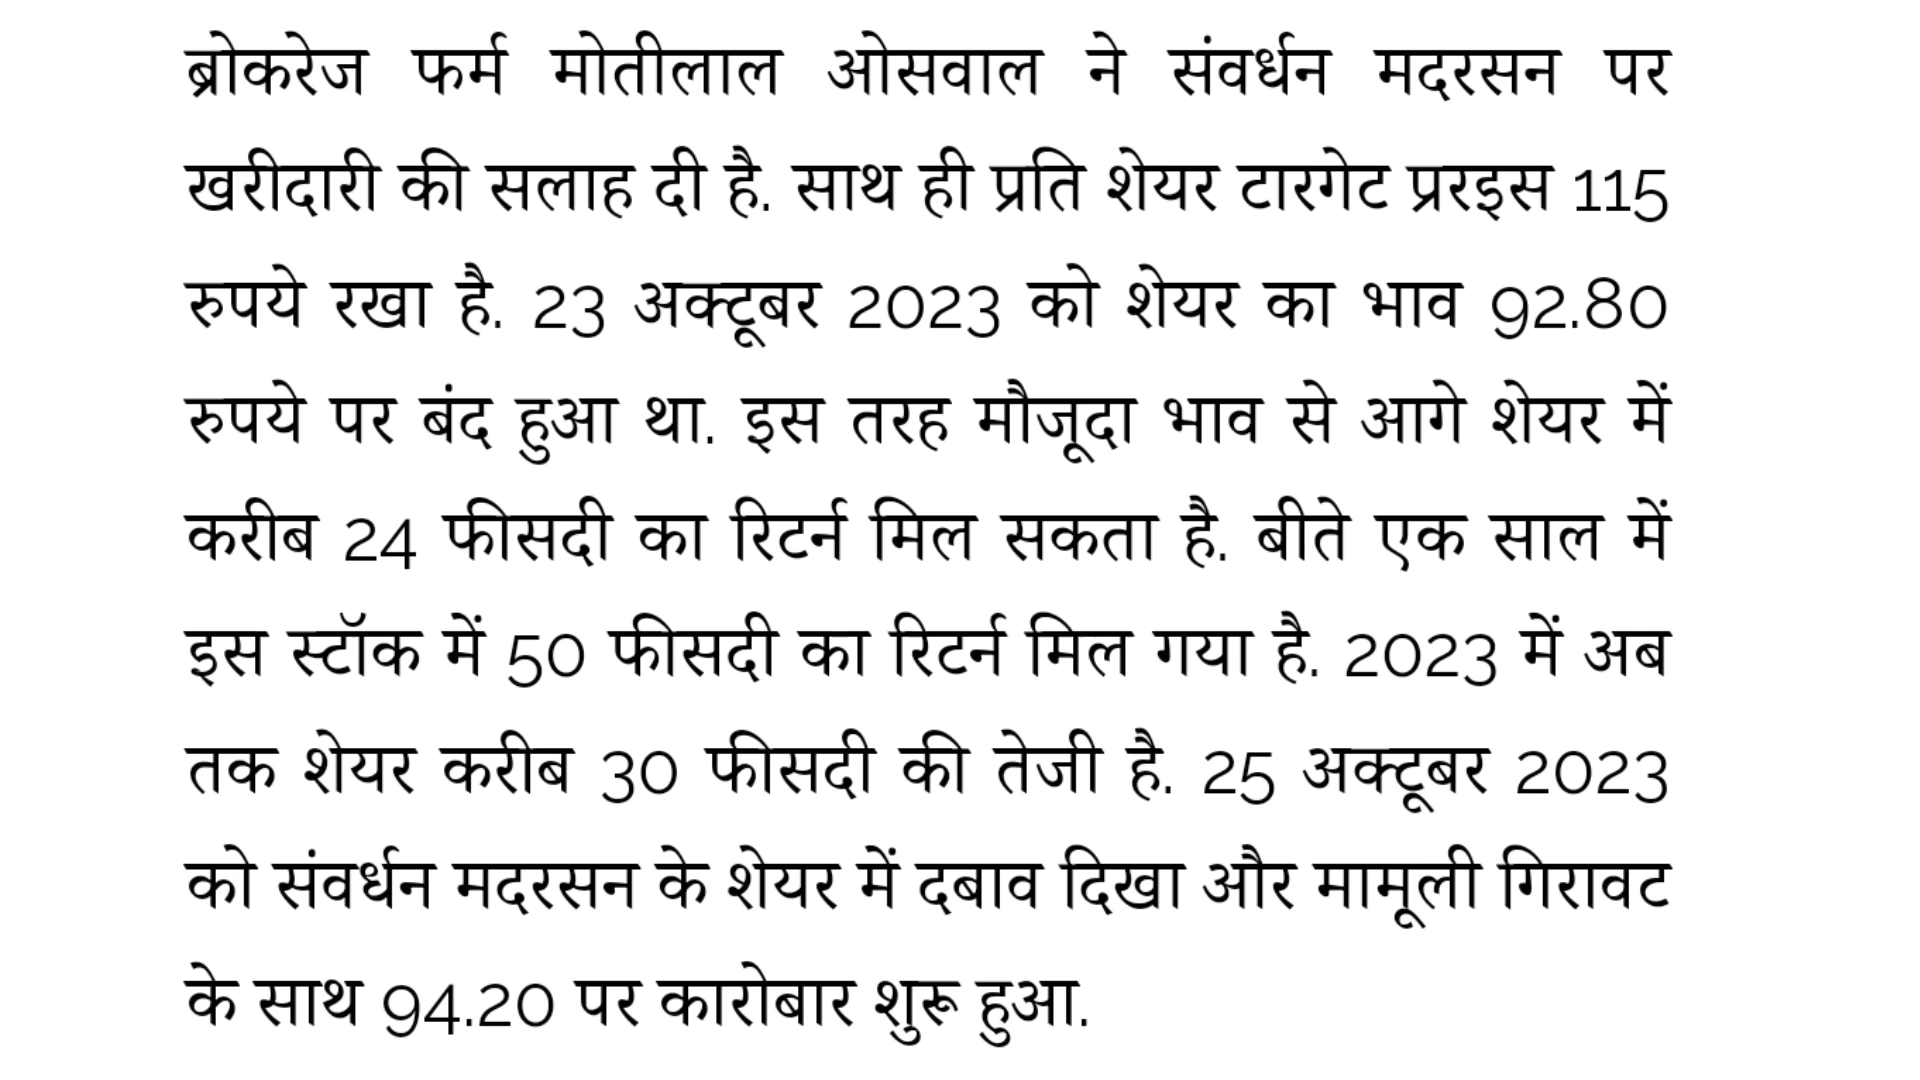 ब्रोकरेज फर्म मोतीलाल ओसवाल ने संवर्धन मदरसन पर
खरीदारी की सलाह दी है. साथ ही प्रति शेयर टारगेट प्ररइस 115
रुपये रखा है. 23 अक्टूबर 2023 को शेयर का भाव 92.80
रुपये पर बंद हुआ था. इस तरह मौजूदा भाव से आगे शेयर में
करीब 24 फीसदी का रिटर्न मिल सकता है. बीते एक साल में
इस स्टॉक में 50 फीसदी का रिटर्न मिल गया है. 2023 में अब
तक शेयर करीब 30 फीसदी की तेजी है. 25 अक्टूबर 2023
को संवर्धन मदरसन के शेयर में दबाव दिखा और मामूली गिरावट
के साथ 94.20 पर कारोबार शुरू हुआ.